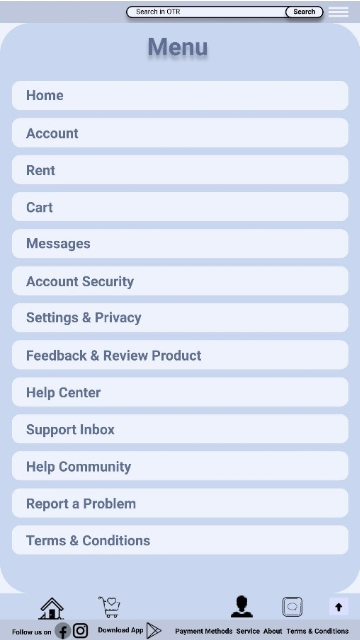 Search in OTR Search
Menu
Home
Account
Rent
Cart
Messages
Account Security
Settings & Privacy
Feedback & Review Product
Help Center
Support Inbox
Help Community
Report a Problem
Terms & Conditions
Follow us on Download App Payment Methods Service About Terms & Conditions